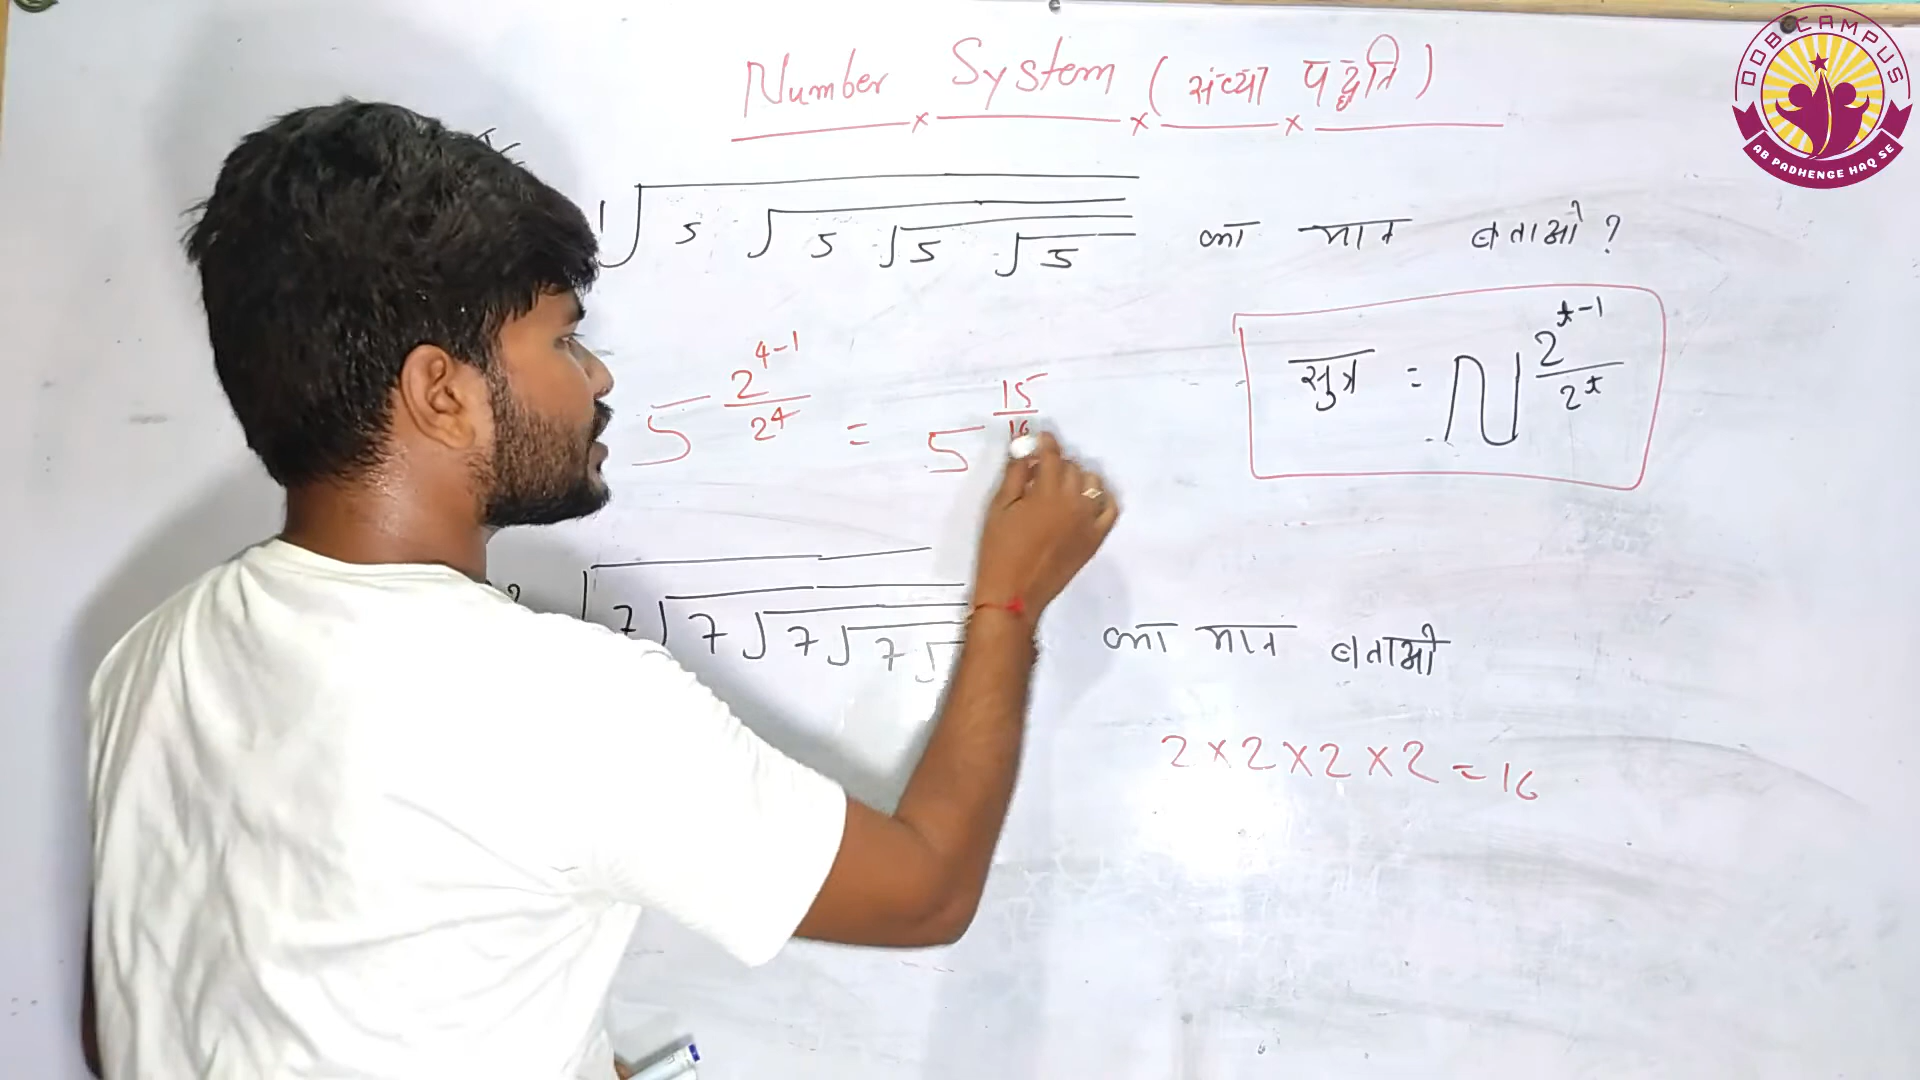 Number System (संख्या पद्धति)
√5√5√5√5 का मान बताओ ?
5^(2^(4-1)/2^4) = 5^(15/16)
सुत्र = N^(2^(x-1)/2^x)
7√7√7√7√ का मान बताओ
2 × 2 × 2 × 2 = 16
DDB CAMPUS
AB PADHENGE HAQ SE